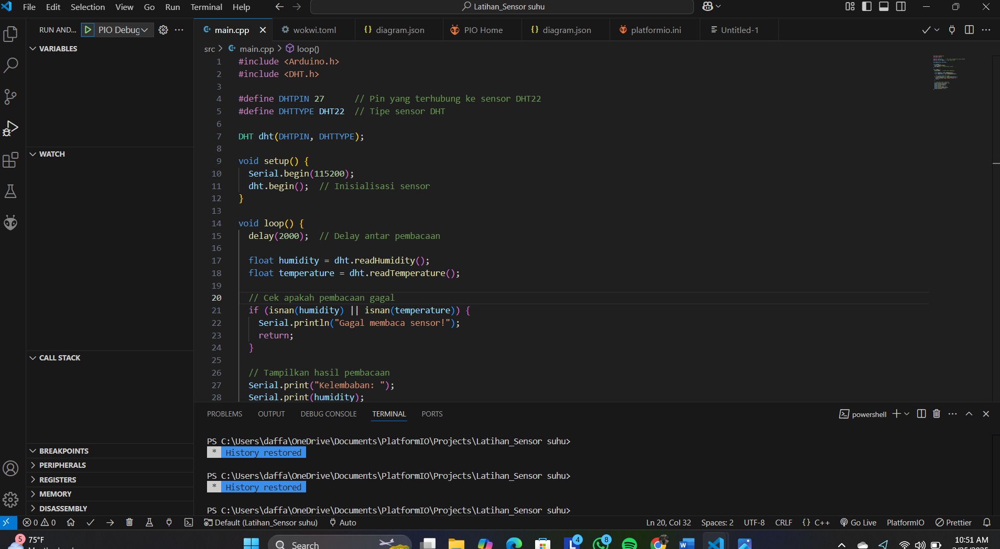 File Edit Selection View Go Run Terminal Help
Latihan_Sensor suhu
RUN AND... PIO Debug
main.cpp wokwi.toml diagram.json PIO Home diagram.json platformio.ini Untitled-1
src > main.cpp > loop()
VARIABLES
WATCH
CALL STACK
BREAKPOINTS
PERIPHERALS
REGISTERS
MEMORY
DISASSEMBLY
1 #include <Arduino.h>
2 #include <DHT.h>
3
4 #define DHTPIN 27      // Pin yang terhubung ke sensor DHT22
5 #define DHTTYPE DHT22  // Tipe sensor DHT
6
7 DHT dht(DHTPIN, DHTTYPE);
8
9 void setup() {
10   Serial.begin(115200);
11   dht.begin();  // Inisialisasi sensor
12 }
13
14 void loop() {
15   delay(2000);  // Delay antar pembacaan
16
17   float humidity = dht.readHumidity();
18   float temperature = dht.readTemperature();
19
20   // Cek apakah pembacaan gagal
21   if (isnan(humidity) || isnan(temperature)) {
22     Serial.println("Gagal membaca sensor!");
23     return;
24   }
25
26   // Tampilkan hasil pembacaan
27   Serial.print("Kelembaban: ");
28   Serial.print(humidity);
PROBLEMS OUTPUT DEBUG CONSOLE TERMINAL PORTS
powershell
PS C:\Users\daffa\OneDrive\Documents\PlatformIO\Projects\Latihan_Sensor suhu>
* History restored
PS C:\Users\daffa\OneDrive\Documents\PlatformIO\Projects\Latihan_Sensor suhu>
* History restored
PS C:\Users\daffa\OneDrive\Documents\PlatformIO\Projects\Latihan_Sensor suhu>
0 0 Default (Latihan_Sensor suhu) Auto
Ln 20, Col 32 Spaces: 2 UTF-8 CRLF {} C++ Go Live PlatformIO Prettier
5 75°F
Search
4 8
10:51 AM